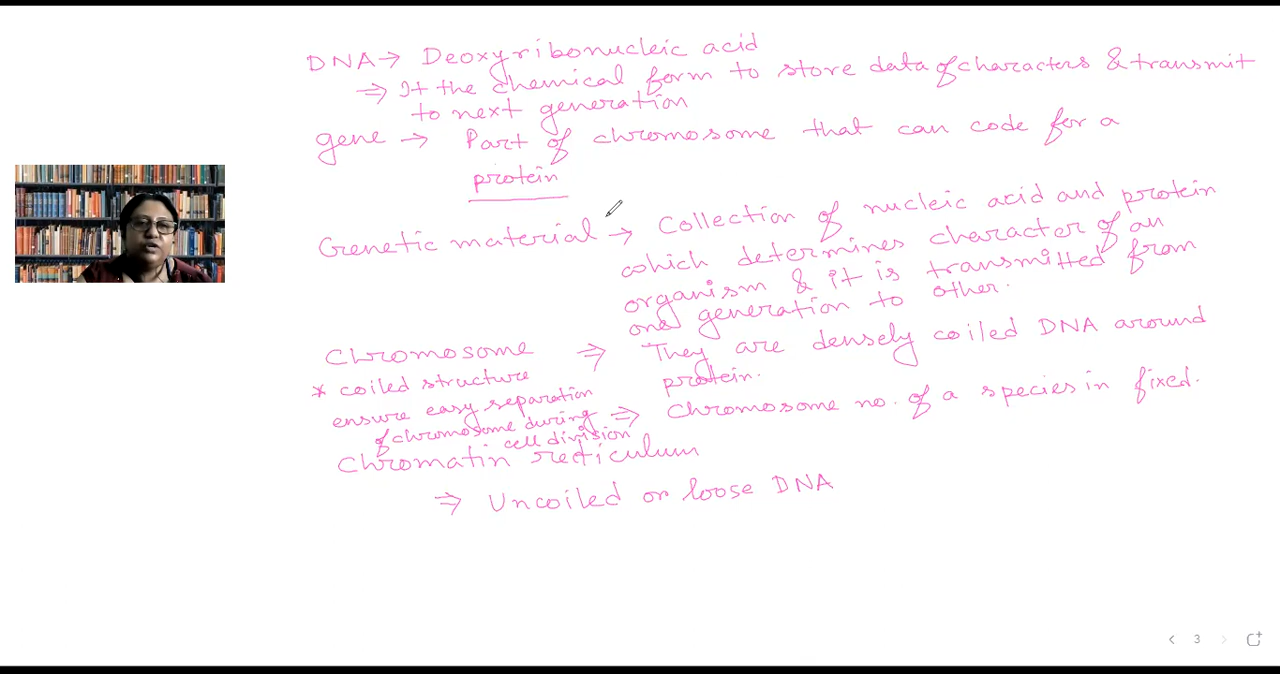 DNA → Deoxyribonucleic acid
⇒ It the chemical form to store data of characters & transmit
to next generation
gene → Part of chromosome that can code for a
protein
Genetic material → Collection of nucleic acid and protein
which determines character of an
organism & it is transmitted from
one generation to other.
Chromosome ⇒ They are densely coiled DNA around
protein.
* coiled structure
ensure easy separation
of chromosome during
cell division
⇒ Chromosome no. of a species in fixed.
Chromatin recticulum
⇒ Uncoiled or loose DNA
3